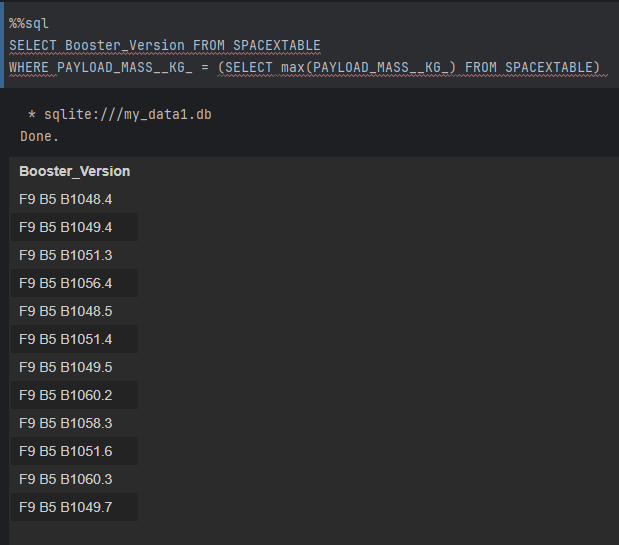 %%sql
SELECT Booster_Version FROM SPACEXTABLE
WHERE PAYLOAD_MASS__KG_ = (SELECT max(PAYLOAD_MASS__KG_) FROM SPACEXTABLE)
* sqlite:///my_data1.db
Done.
Booster_Version
F9 B5 B1048.4
F9 B5 B1049.4
F9 B5 B1051.3
F9 B5 B1056.4
F9 B5 B1048.5
F9 B5 B1051.4
F9 B5 B1049.5
F9 B5 B1060.2
F9 B5 B1058.3
F9 B5 B1051.6
F9 B5 B1060.3
F9 B5 B1049.7